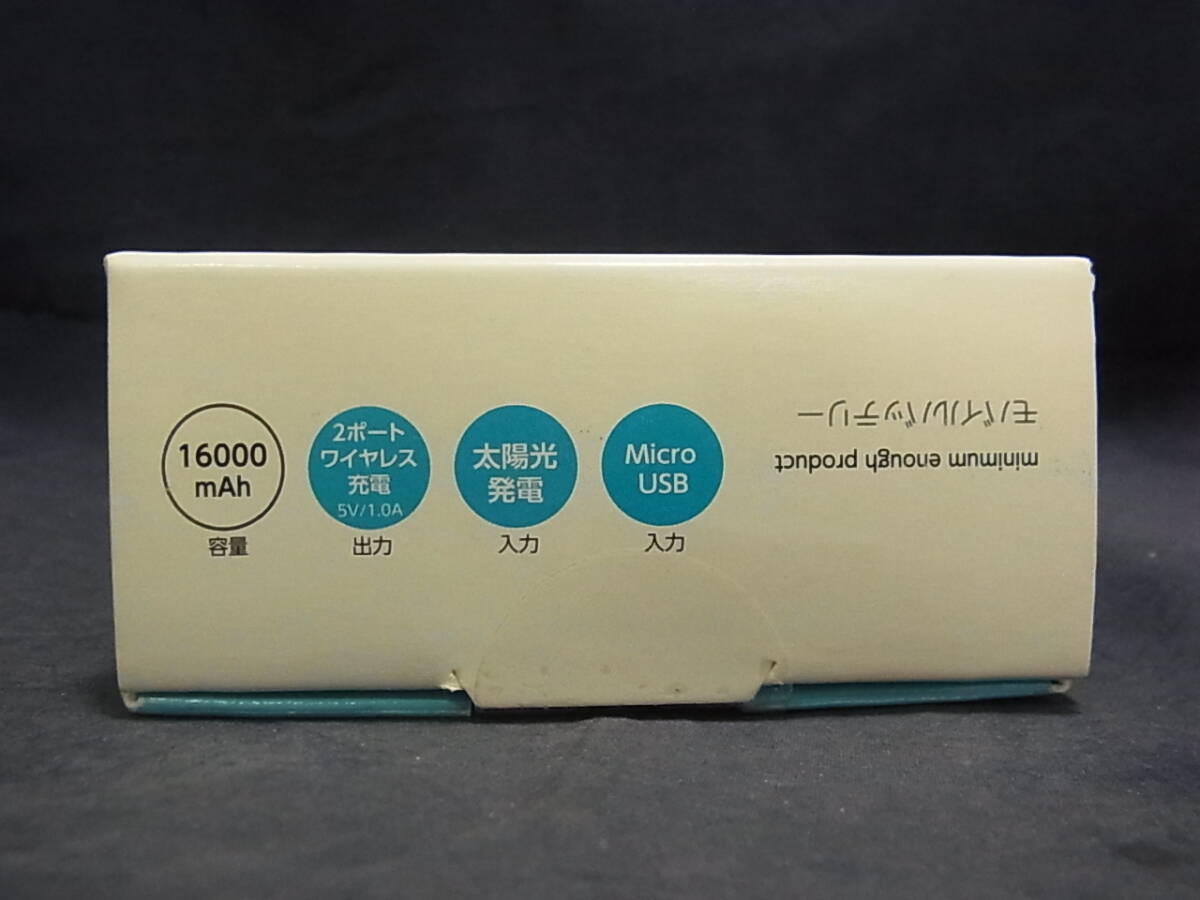 16000
mAh
容量
2ポート
ワイヤレス
充電
5V/1.0A
出力
太陽光
発電
入力
Micro
USB
入力
minimum enough product
モバイルバッテリー